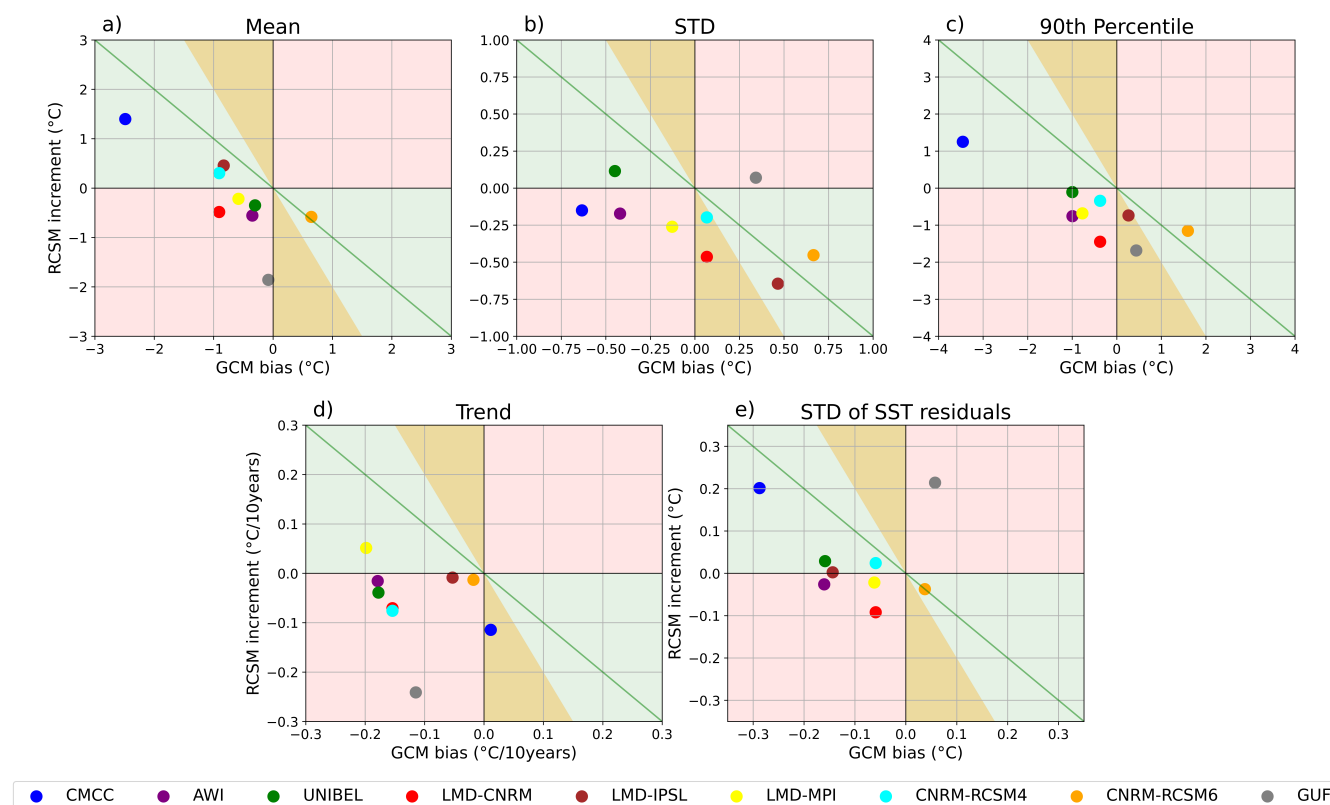 a) Mean
3
2
1
0
−1
−2
−3
−3 −2 −1 0 1 2 3
RCSM increment (°C)
GCM bias (°C)
b) STD
1.00
0.75
0.50
0.25
0.00
−0.25
−0.50
−0.75
−1.00
−1.00 −0.75 −0.50 −0.25 0.00 0.25 0.50 0.75 1.00
GCM bias (°C)
c) 90th Percentile
4
3
2
1
0
−1
−2
−3
−4
−4 −3 −2 −1 0 1 2 3 4
GCM bias (°C)
d) Trend
0.3
0.2
0.1
0.0
−0.1
−0.2
−0.3
−0.3 −0.2 −0.1 0.0 0.1 0.2 0.3
RCSM increment (°C/10years)
GCM bias (°C/10years)
e) STD of SST residuals
0.3
0.2
0.1
0.0
−0.1
−0.2
−0.3
−0.3 −0.2 −0.1 0.0 0.1 0.2 0.3
RCSM increment (°C)
GCM bias (°C)
CMCC AWI UNIBEL LMD-CNRM LMD-IPSL LMD-MPI CNRM-RCSM4 CNRM-RCSM6 GUF